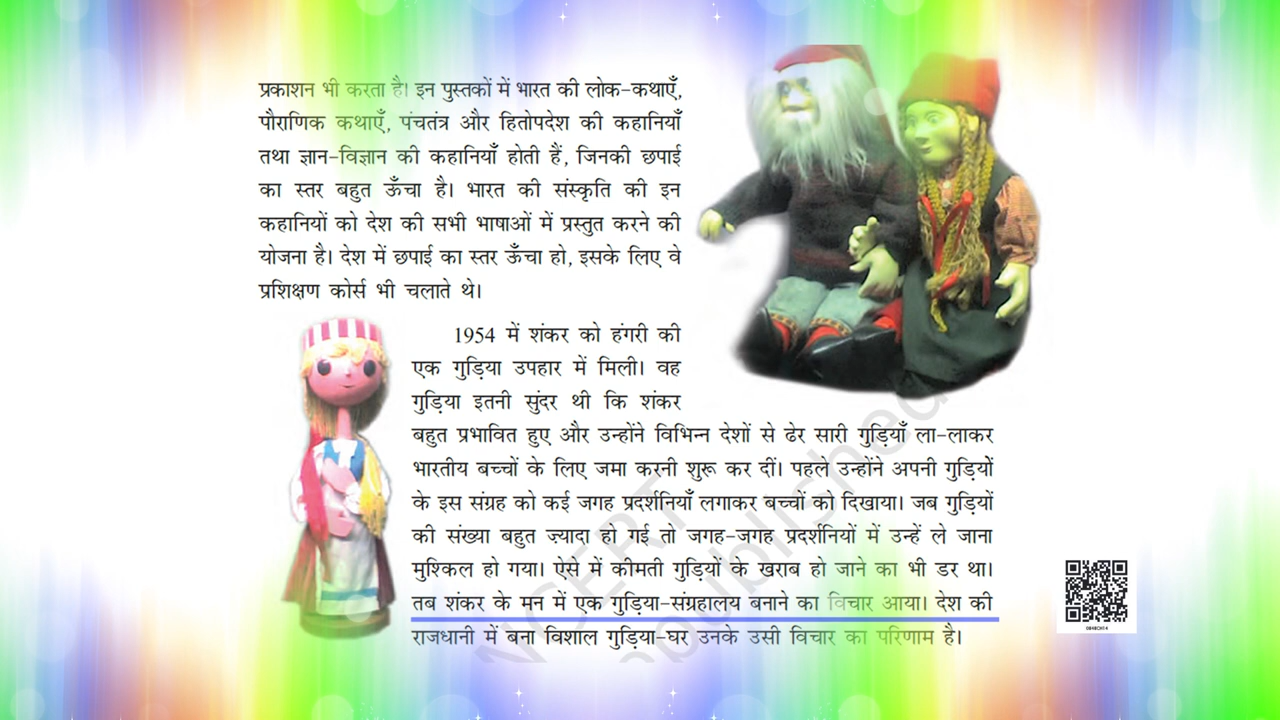 प्रकाशन भी करता है। इन पुस्तकों में भारत की लोक-कथाएँ,
पौराणिक कथाएँ, पंचतंत्र और हितोपदेश की कहानियाँ
तथा ज्ञान-विज्ञान की कहानियाँ होती हैं, जिनकी छपाई
का स्तर बहुत ऊँचा है। भारत की संस्कृति की इन
कहानियों को देश की सभी भाषाओं में प्रस्तुत करने की
योजना है। देश में छपाई का स्तर ऊँचा हो, इसके लिए वे
प्रशिक्षण कोर्स भी चलाते थे।
1954 में शंकर को हंगरी की
एक गुड़िया उपहार में मिली। वह
गुड़िया इतनी सुंदर थी कि शंकर
बहुत प्रभावित हुए और उन्होंने विभिन्न देशों से ढेर सारी गुड़ियाँ ला-लाकर
भारतीय बच्चों के लिए जमा करनी शुरू कर दीं। पहले उन्होंने अपनी गुड़ियों
के इस संग्रह को कई जगह प्रदर्शनियाँ लगाकर बच्चों को दिखाया। जब गुड़ियों
की संख्या बहुत ज़्यादा हो गई तो जगह-जगह प्रदर्शनियों में उन्हें ले जाना
मुश्किल हो गया। ऐसे में कीमती गुड़ियों के खराब हो जाने का भी डर था।
तब शंकर के मन में एक गुड़िया-संग्रहालय बनाने का विचार आया। देश की
राजधानी में बना विशाल गुड़िया-घर उनके उसी विचार का परिणाम है।
NCERT